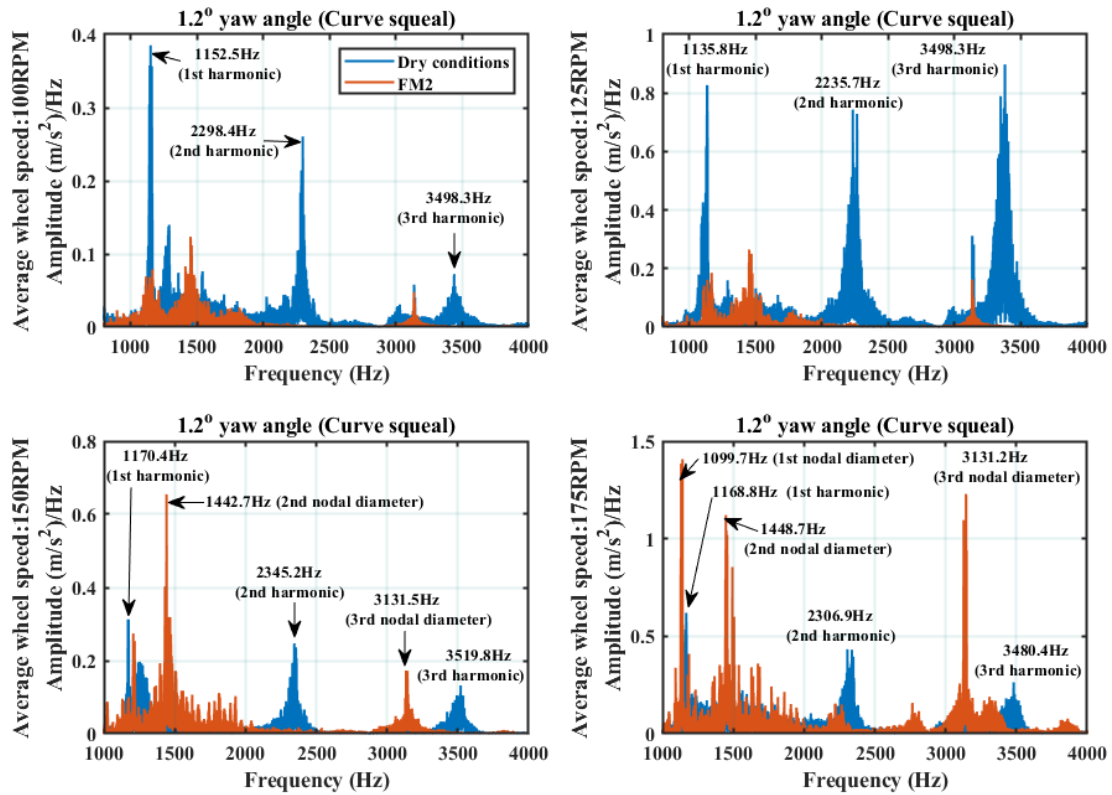 1.2° yaw angle (Curve squeal)
Average wheel speed:100RPM
Amplitude (m/s²)/Hz
0.4
0.3
0.2
0.1
0
1152.5Hz
(1st harmonic)
Dry conditions
FM2
2298.4Hz
(2nd harmonic)
3498.3Hz
(3rd harmonic)
1000 1500 2000 2500 3000 3500 4000
Frequency (Hz)
1.2° yaw angle (Curve squeal)
Average wheel speed:125RPM
Amplitude (m/s²)/Hz
1
0.8
0.6
0.4
0.2
0
1135.8Hz
(1st harmonic)
2235.7Hz
(2nd harmonic)
3498.3Hz
(3rd harmonic)
1000 1500 2000 2500 3000 3500 4000
Frequency (Hz)
1.2° yaw angle (Curve squeal)
Average wheel speed:150RPM
Amplitude (m/s²)/Hz
0.8
0.6
0.4
0.2
0
1170.4Hz
(1st harmonic)
1442.7Hz (2nd nodal diameter)
2345.2Hz
(2nd harmonic)
3131.5Hz
(3rd nodal diameter)
3519.8Hz
(3rd harmonic)
1000 1500 2000 2500 3000 3500 4000
Frequency (Hz)
1.2° yaw angle (Curve squeal)
Average wheel speed:175RPM
Amplitude (m/s²)/Hz
1.5
1
0.5
0
1099.7Hz (1st nodal diameter)
1168.8Hz (1st harmonic)
1448.7Hz
(2nd nodal diameter)
2306.9Hz
(2nd harmonic)
3131.2Hz
(3rd nodal diameter)
3480.4Hz
(3rd harmonic)
1000 1500 2000 2500 3000 3500 4000
Frequency (Hz)